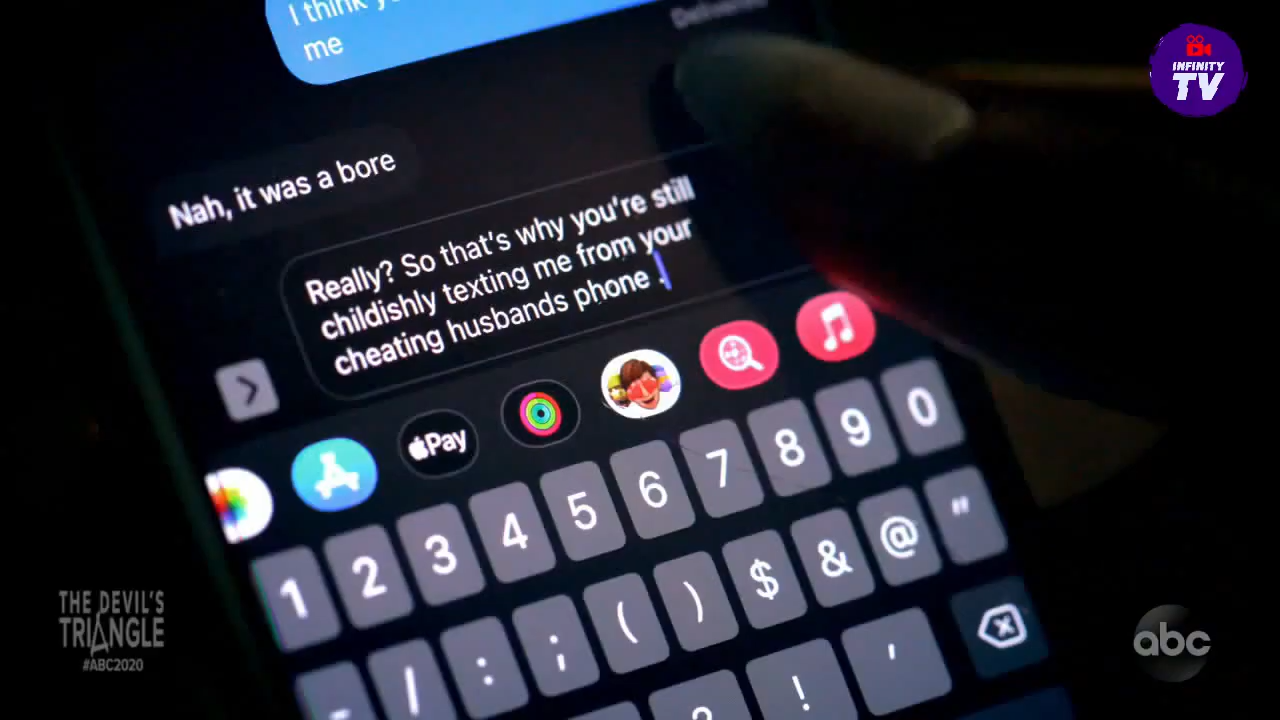 I think
me
Delivered
INFINITY
TV
Nah, it was a bore
Really? So that's why you're still
childishly texting me from your
cheating husbands phone .
Pay
1 2 3 4 5 6 7 8 9 0
- / : ; ( ) $ & @ "
! '
THE DEVIL'S
TRIANGLE
#ABC2020
abc